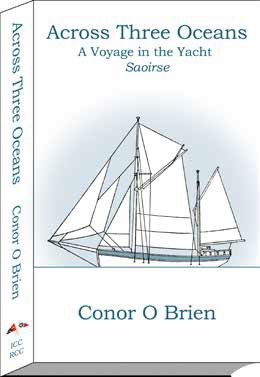 Across Three Oceans
A Voyage in the Yacht
Saoirse
Conor O Brien
Across Three Oceans
Conor O Brien
ICC
RCC